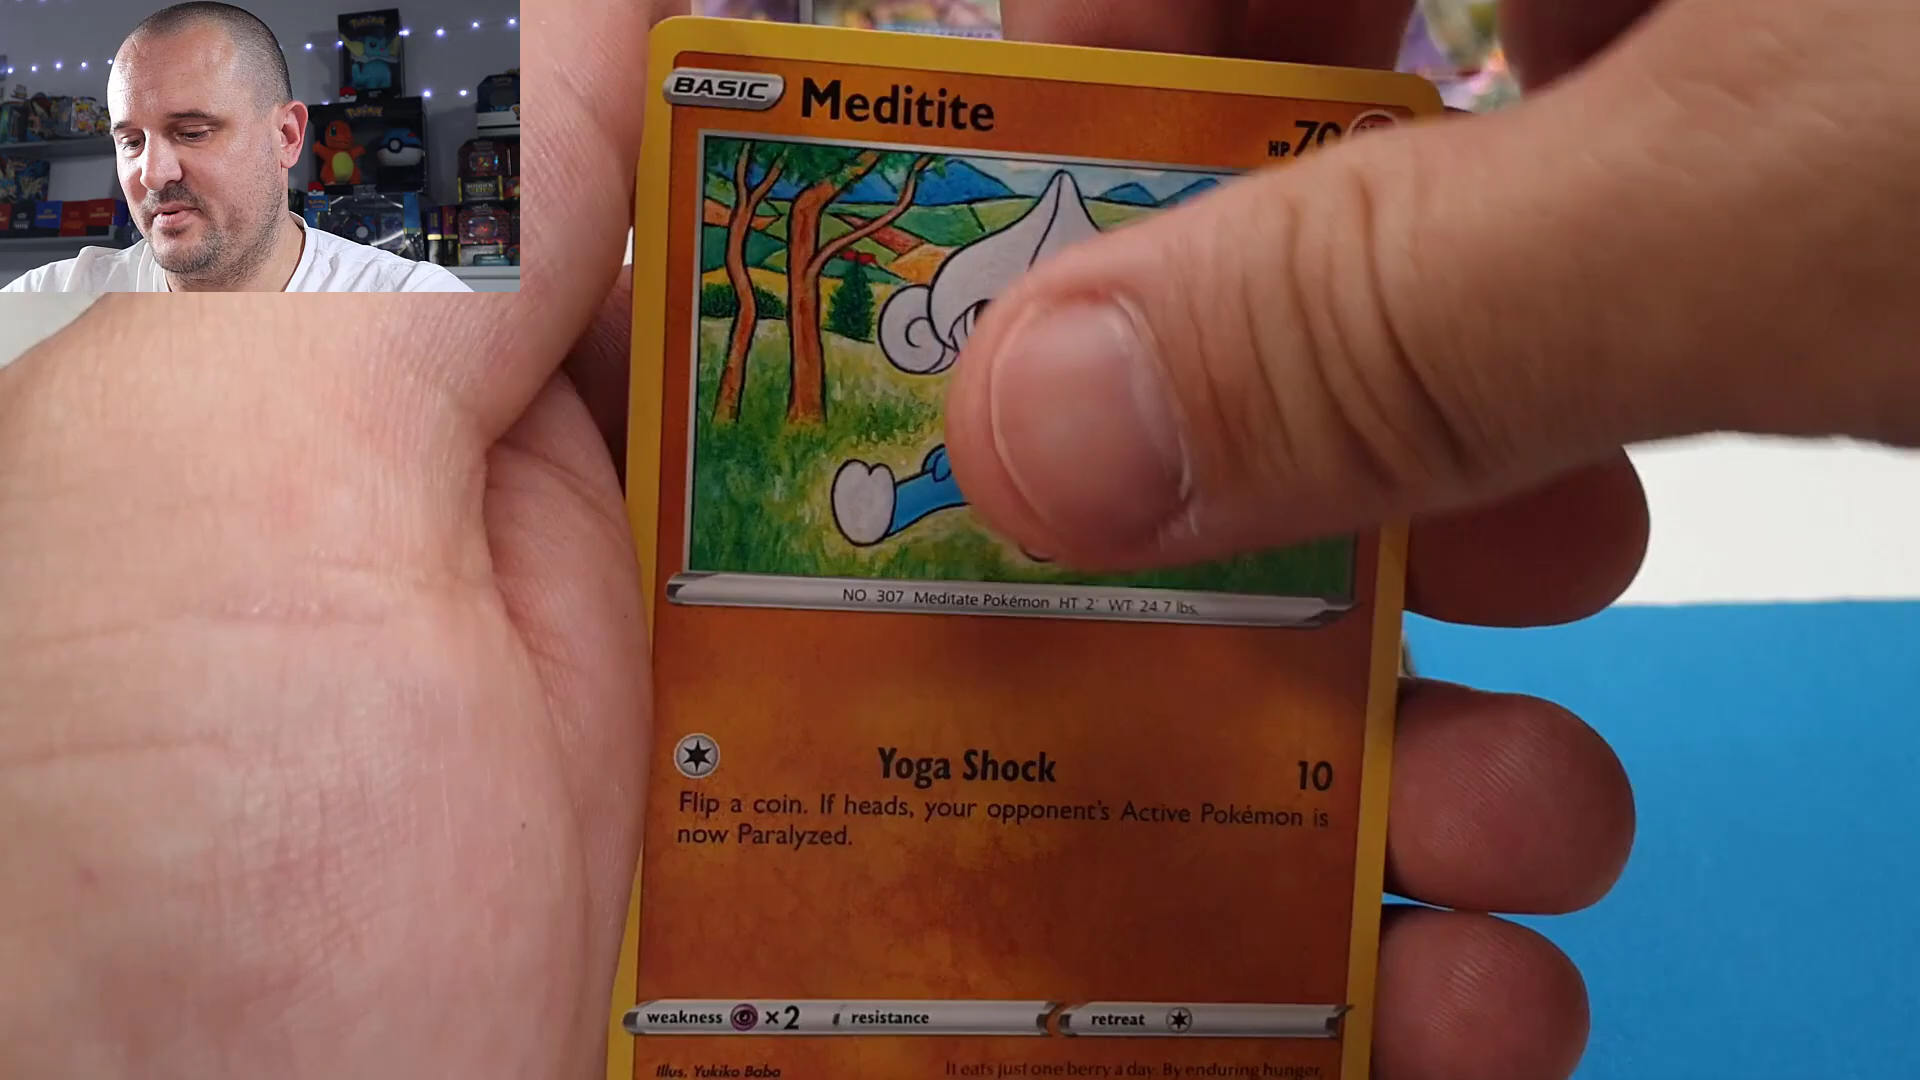 BASIC
Meditite
HP 70
NO. 307 Meditate Pokémon HT 2' WT 24.7 lbs.
Yoga Shock 10
Flip a coin. If heads, your opponent's Active Pokémon is
now Paralyzed.
weakness ×2 resistance retreat
Illus. Yukiko Baba
It eats just one berry a day. By enduring hunger,